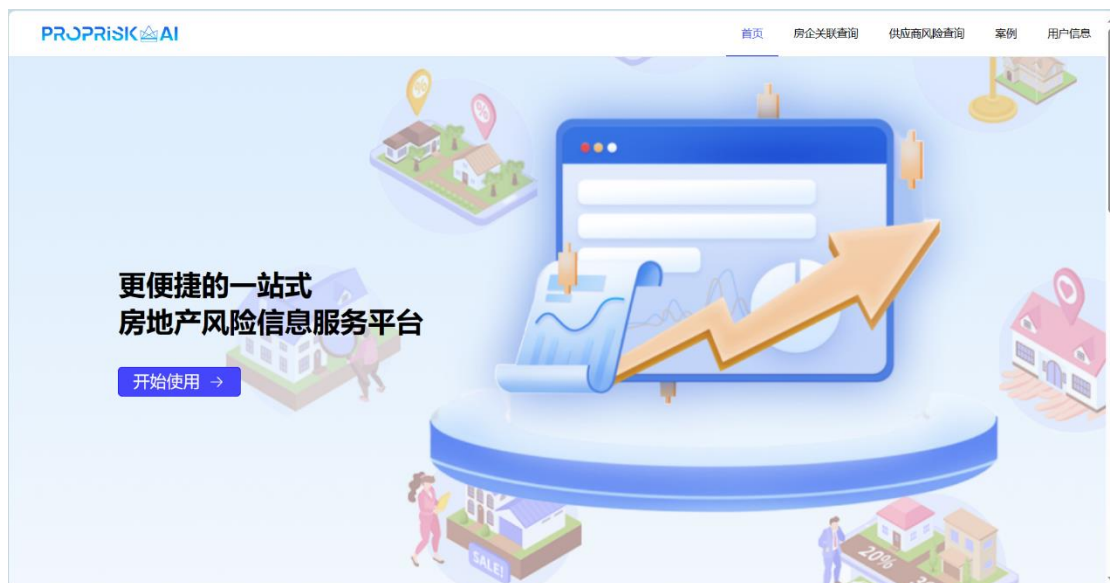 PROPRiSK AI
首页 房企关联查询 供应商风险查询 案例 用户信息
更便捷的一站式
房地产风险信息服务平台
开始使用 →
%
%
SALE!
20%